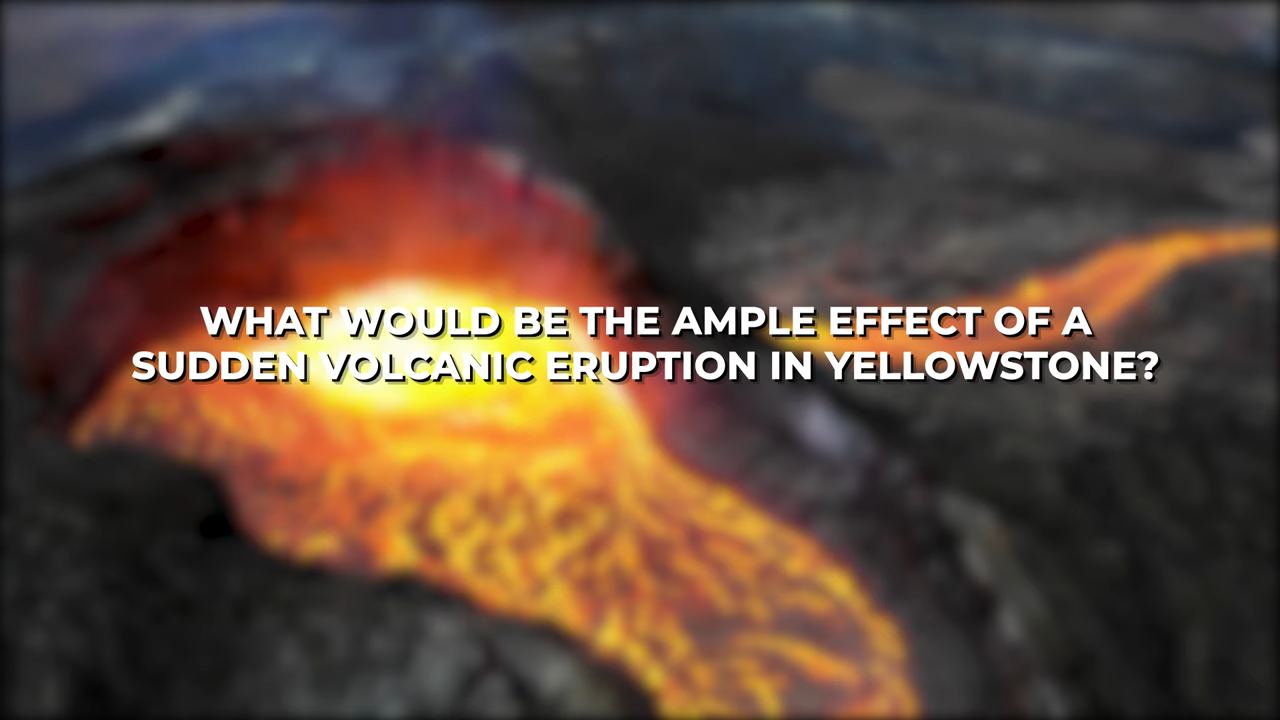 WHAT WOULD BE THE AMPLE EFFECT OF A
SUDDEN VOLCANIC ERUPTION IN YELLOWSTONE?